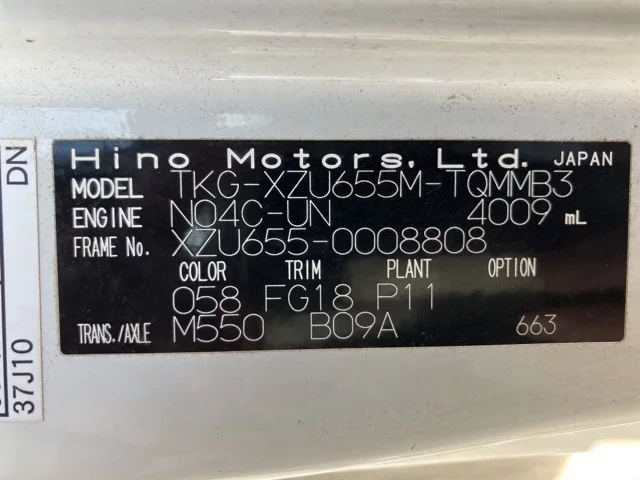 Hino Motors, Ltd. JAPAN
MODEL TKG-XZU655M-TQMMB3
ENGINE N04C-UN 4009 mL
FRAME No. XZU655-0008808
COLOR TRIM PLANT OPTION
058 FG18 P11
TRANS./AXLE M550 B09A 663
37J10 DN